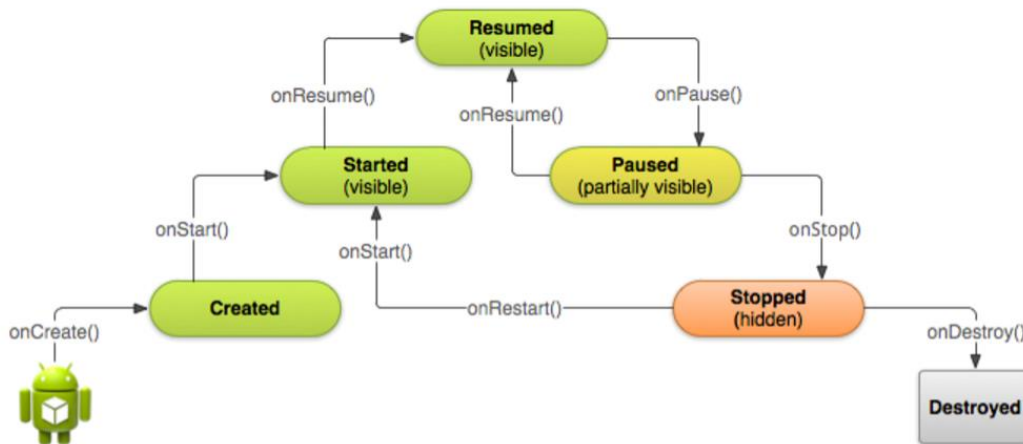 Resumed
(visible)
onResume()
onResume()
onPause()
Started
(visible)
Paused
(partially visible)
onStart()
onStart()
onStop()
Created
onRestart()
Stopped
(hidden)
onCreate()
onDestroy()
Destroyed